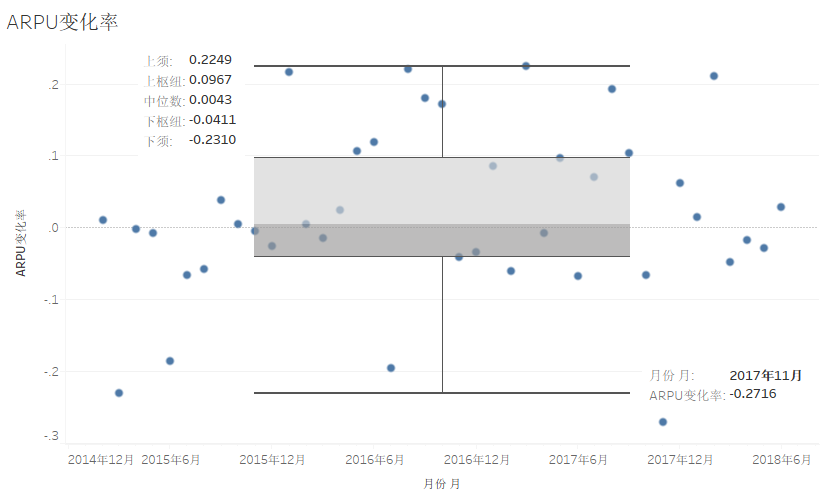 ARPU变化率
上须: 0.2249
上枢纽: 0.0967
中位数: 0.0043
下枢纽: -0.0411
下须: -0.2310
.2
.1
.0
-.1
-.2
-.3
ARPU变化率
月份 月: 2017年11月
ARPU变化率: -0.2716
2014年12月 2015年6月 2015年12月 2016年6月 2016年12月 2017年6月 2017年12月 2018年6月
月份 月